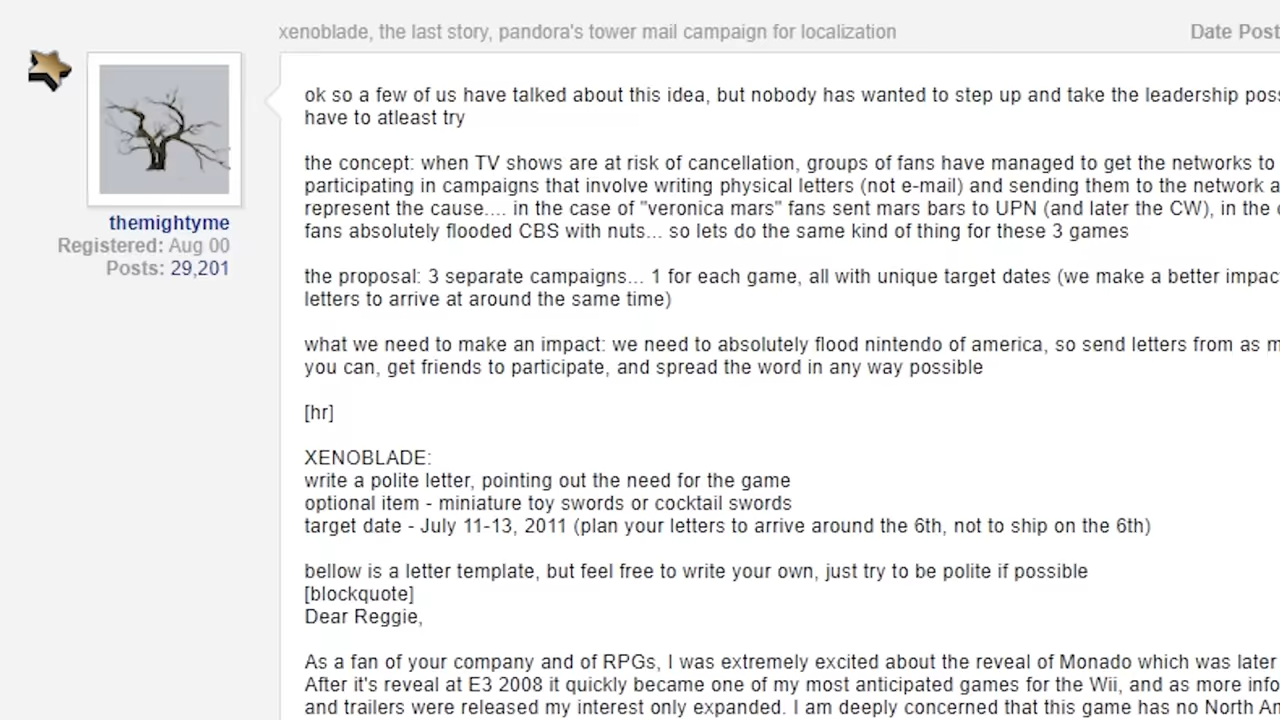 xenoblade, the last story, pandora's tower mail campaign for localization
Date Post
ok so a few of us have talked about this idea, but nobody has wanted to step up and take the leadership pos
have to atleast try
the concept: when TV shows are at risk of cancellation, groups of fans have managed to get the networks to
participating in campaigns that involve writing physical letters (not e-mail) and sending them to the network a
represent the cause.... in the case of "veronica mars" fans sent mars bars to UPN (and later the CW), in the
fans absolutely flooded CBS with nuts... so lets do the same kind of thing for these 3 games
the proposal: 3 separate campaigns... 1 for each game, all with unique target dates (we make a better impac
letters to arrive at around the same time)
what we need to make an impact: we need to absolutely flood nintendo of america, so send letters from as m
you can, get friends to participate, and spread the word in any way possible
[hr]
XENOBLADE:
write a polite letter, pointing out the need for the game
optional item - miniature toy swords or cocktail swords
target date - July 11-13, 2011 (plan your letters to arrive around the 6th, not to ship on the 6th)
bellow is a letter template, but feel free to write your own, just try to be polite if possible
[blockquote]
Dear Reggie,
As a fan of your company and of RPGs, I was extremely excited about the reveal of Monado which was later
After it's reveal at E3 2008 it quickly became one of my most anticipated games for the Wii, and as more info
and trailers were released my interest only expanded. I am deeply concerned that this game has no North Am
themightyme
Registered: Aug 00
Posts: 29,201